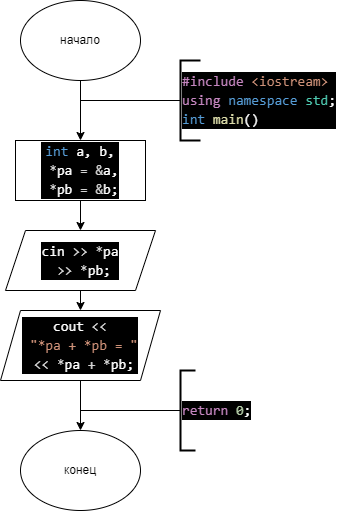 начало
#include <iostream>
using namespace std;
int main()
int a, b,
*pa = &a,
*pb = &b;
cin >> *pa
>> *pb;
cout <<
"*pa + *pb = "
<< *pa + *pb;
return 0;
конец